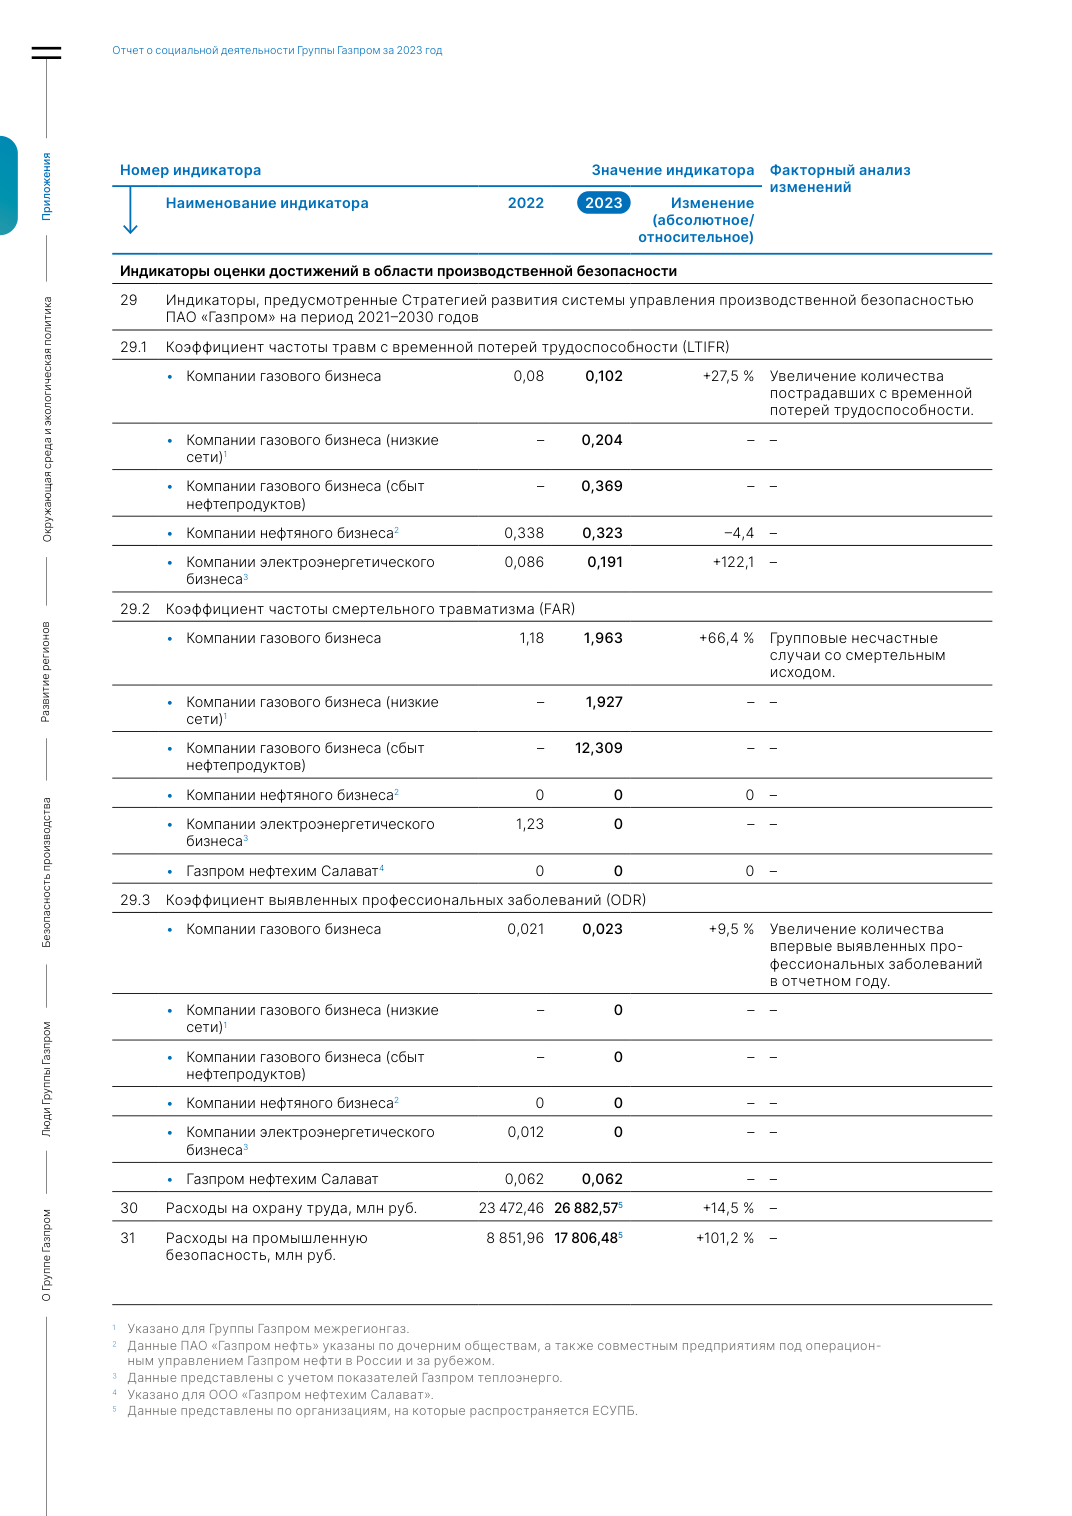 Отчет о социальной деятельности Группы Газпром за 2023 год
Приложения
Окружающая среда и экологическая политика
Развитие регионов
Безопасность производства
Люди Группы Газпром
О Группе Газпром
Номер индикатора Значение индикатора Факторный анализ
изменений
Наименование индикатора 2022 2023 Изменение
(абсолютное/
относительное)
Индикаторы оценки достижений в области производственной безопасности
29 Индикаторы, предусмотренные Стратегией развития системы управления производственной безопасностью
ПАО «Газпром» на период 2021–2030 годов
29.1 Коэффициент частоты травм с временной потерей трудоспособности (LTIFR)
• Компании газового бизнеса 0,08 0,102 +27,5 % Увеличение количества
пострадавших с временной
потерей трудоспособности.
• Компании газового бизнеса (низкие – 0,204 – –
сети)¹
• Компании газового бизнеса (сбыт – 0,369 – –
нефтепродуктов)
• Компании нефтяного бизнеса² 0,338 0,323 –4,4 –
• Компании электроэнергетического 0,086 0,191 +122,1 –
бизнеса³
29.2 Коэффициент частоты смертельного травматизма (FAR)
• Компании газового бизнеса 1,18 1,963 +66,4 % Групповые несчастные
случаи со смертельным
исходом.
• Компании газового бизнеса (низкие – 1,927 – –
сети)¹
• Компании газового бизнеса (сбыт – 12,309 – –
нефтепродуктов)
• Компании нефтяного бизнеса² 0 0 0 –
• Компании электроэнергетического 1,23 0 – –
бизнеса³
• Газпром нефтехим Салават⁴ 0 0 0 –
29.3 Коэффициент выявленных профессиональных заболеваний (ODR)
• Компании газового бизнеса 0,021 0,023 +9,5 % Увеличение количества
впервые выявленных про-
фессиональных заболеваний
в отчетном году.
• Компании газового бизнеса (низкие – 0 – –
сети)¹
• Компании газового бизнеса (сбыт – 0 – –
нефтепродуктов)
• Компании нефтяного бизнеса² 0 0 – –
• Компании электроэнергетического 0,012 0 – –
бизнеса³
• Газпром нефтехим Салават 0,062 0,062 – –
30 Расходы на охрану труда, млн руб. 23 472,46 26 882,57⁵ +14,5 % –
31 Расходы на промышленную 8 851,96 17 806,48⁵ +101,2 % –
безопасность, млн руб.
¹ Указано для Группы Газпром межрегионгаз.
² Данные ПАО «Газпром нефть» указаны по дочерним обществам, а также совместным предприятиям под операцион-
ным управлением Газпром нефти в России и за рубежом.
³ Данные представлены с учетом показателей Газпром теплоэнерго.
⁴ Указано для ООО «Газпром нефтехим Салават».
⁵ Данные представлены по организациям, на которые распространяется ЕСУПБ.